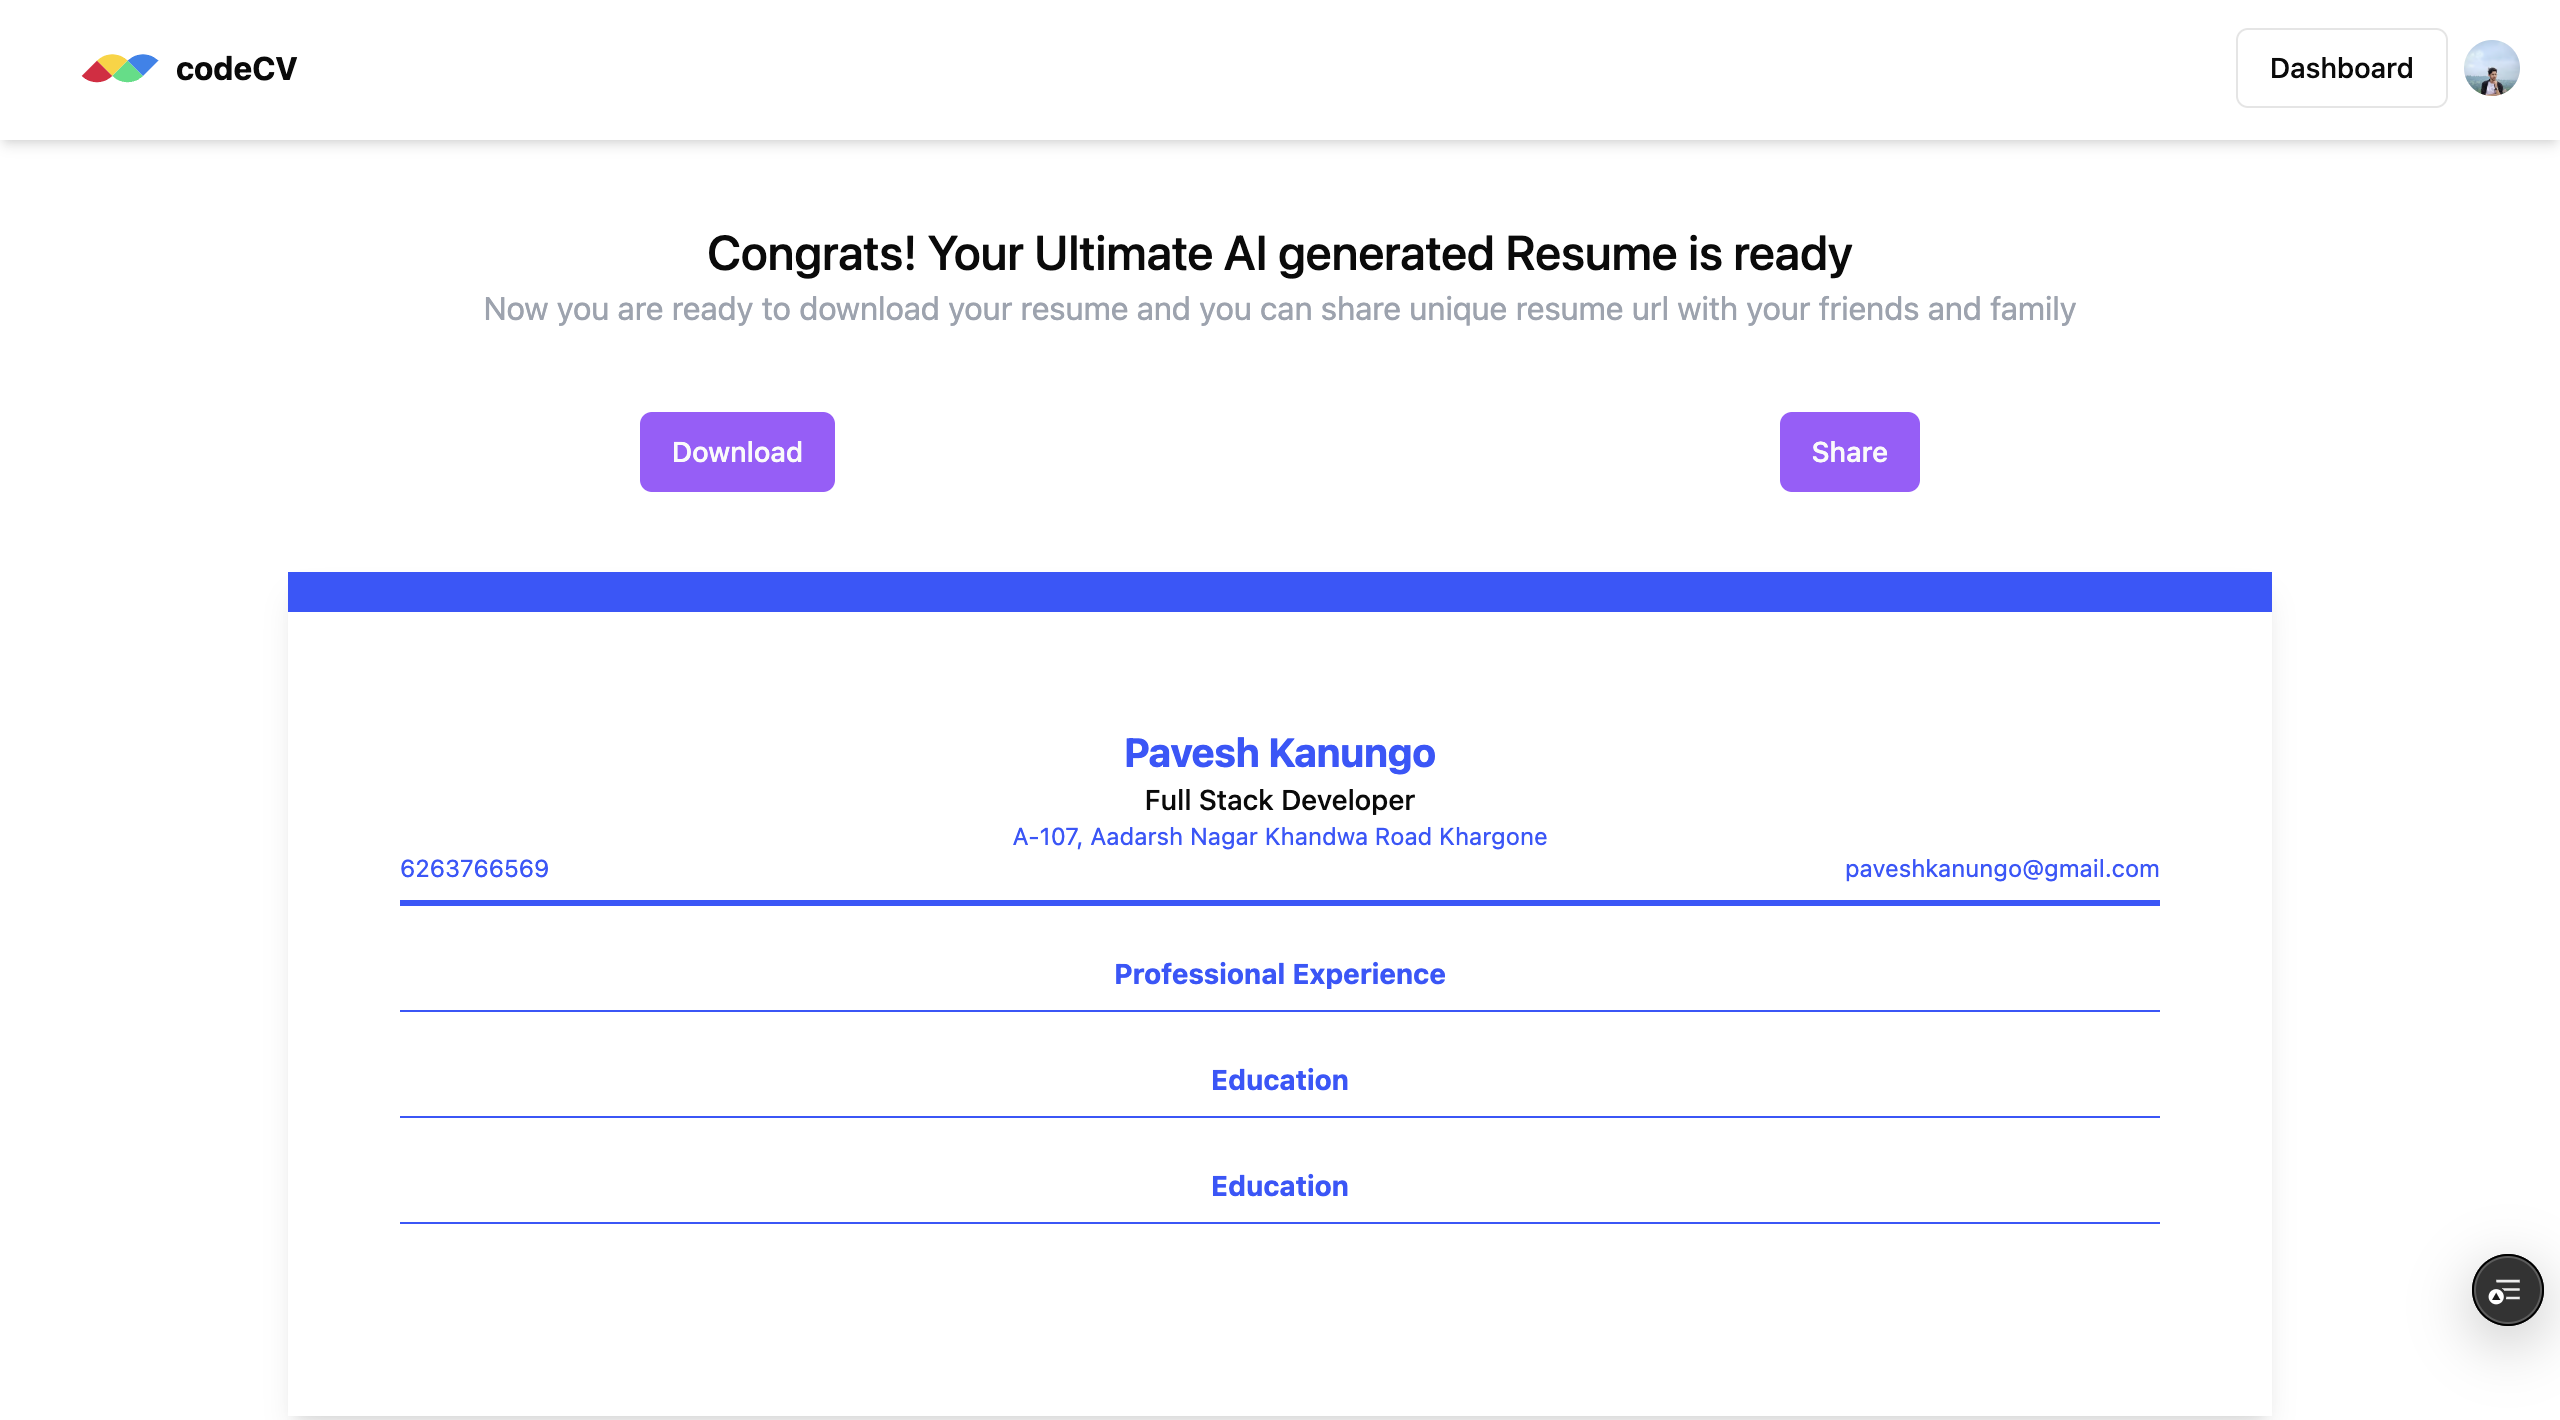 codeCV
Dashboard
Congrats! Your Ultimate AI generated Resume is ready
Now you are ready to download your resume and you can share unique resume url with your friends and family
Download
Share
Pavesh Kanungo
Full Stack Developer
A-107, Aadarsh Nagar Khandwa Road Khargone
6263766569
paveshkanungo@gmail.com
Professional Experience
Education
Education